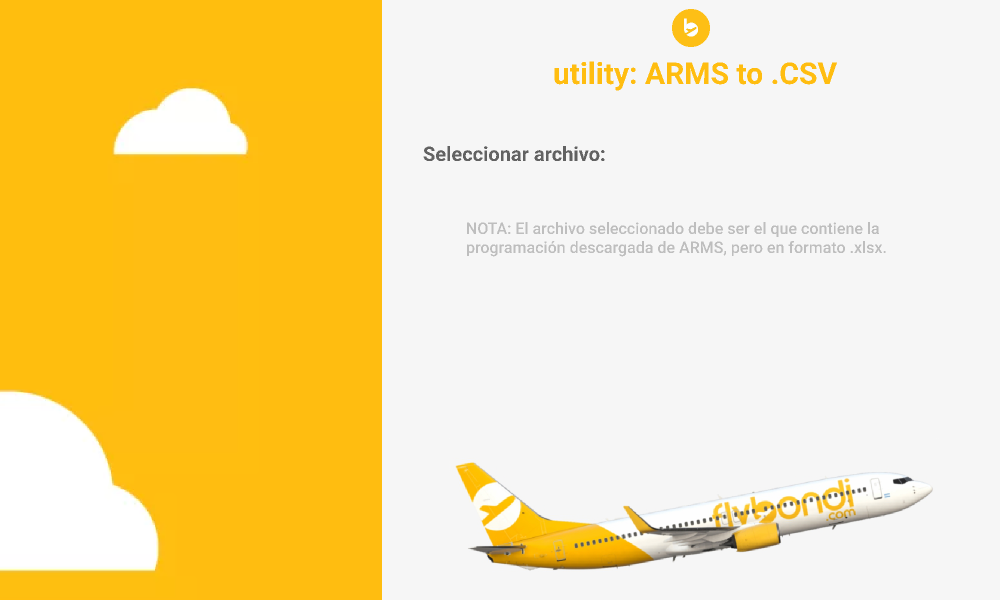 b
utility: ARMS to .CSV
Seleccionar archivo:
NOTA: El archivo seleccionado debe ser el que contiene la
programación descargada de ARMS, pero en formato .xlsx.
flybondi
.com